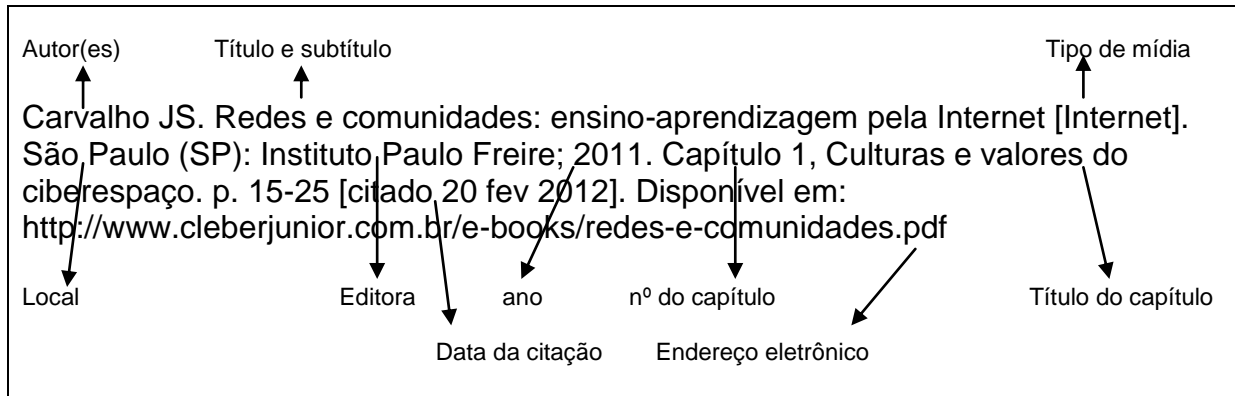 Autor(es) Título e subtítulo Tipo de mídia
Carvalho JS. Redes e comunidades: ensino-aprendizagem pela Internet [Internet].
São Paulo (SP): Instituto Paulo Freire; 2011. Capítulo 1, Culturas e valores do
ciberespaço. p. 15-25 [citado 20 fev 2012]. Disponível em:
http://www.cleberjunior.com.br/e-books/redes-e-comunidades.pdf
Local Editora ano nº do capítulo Título do capítulo
Data da citação Endereço eletrônico